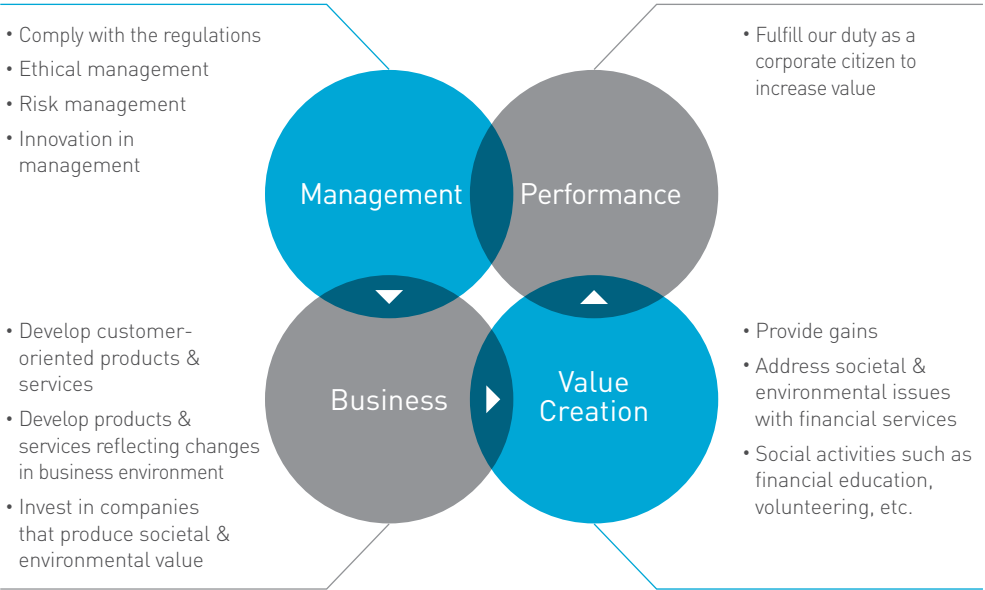 • Comply with the regulations
• Ethical management
• Risk management
• Innovation in
management
• Fulfill our duty as a
corporate citizen to
increase value
Management
Performance
• Develop customer-
oriented products &
services
• Develop products &
services reflecting changes
in business environment
• Invest in companies
that produce societal &
environmental value
Business
Value
Creation
• Provide gains
• Address societal &
environmental issues
with financial services
• Social activities such as
financial education,
volunteering, etc.